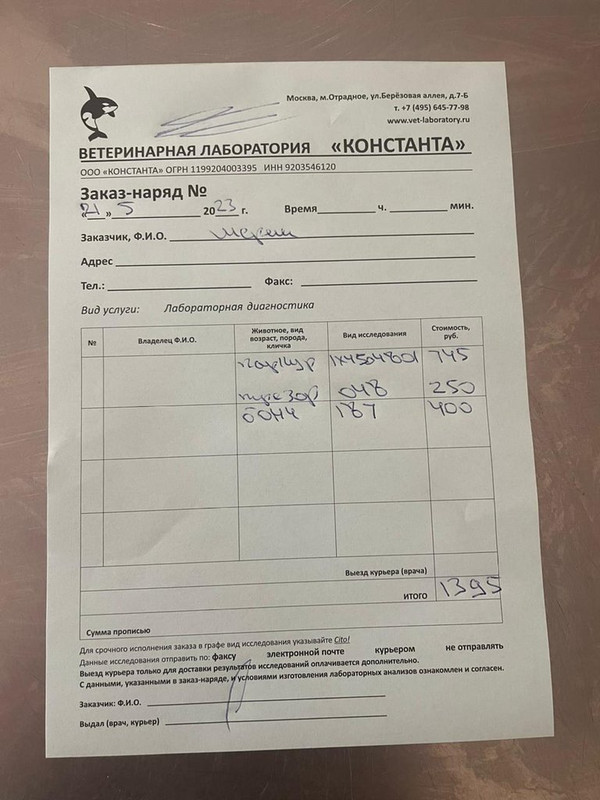 Москва, м.Отрадное, ул.Берёзовая аллея, д.7-Б
т. +7 (495) 645-77-98
www.vet-laboratory.ru
ВЕТЕРИНАРНАЯ ЛАБОРАТОРИЯ «КОНСТАНТА»
ООО «КОНСТАНТА» ОГРН 1199204003395 ИНН 9203546120
Заказ-наряд №
«21» 5 2023 г. Время ч. мин.
Заказчик, Ф.И.О.
Адрес
Тел.: Факс:
Вид услуги: Лабораторная диагностика
№ Владелец Ф.И.О. Животное, вид возраст, порода, кличка Вид исследования Стоимость, руб.
745
трезор 048 250
бони 187 400
Выезд курьера (врача)
ИТОГО 1395
Сумма прописью
Для срочного исполнения заказа в графе вид исследования указывайте Cito!
Данные исследования отправить по: факсу электронной почте курьером не отправлять
Выезд курьера только для доставки результатов исследований оплачивается дополнительно.
С данными, указанными в заказ-наряде, и условиями изготовления лабораторных анализов ознакомлен и согласен.
Заказчик: Ф.И.О.
Выдал (врач, курьер)